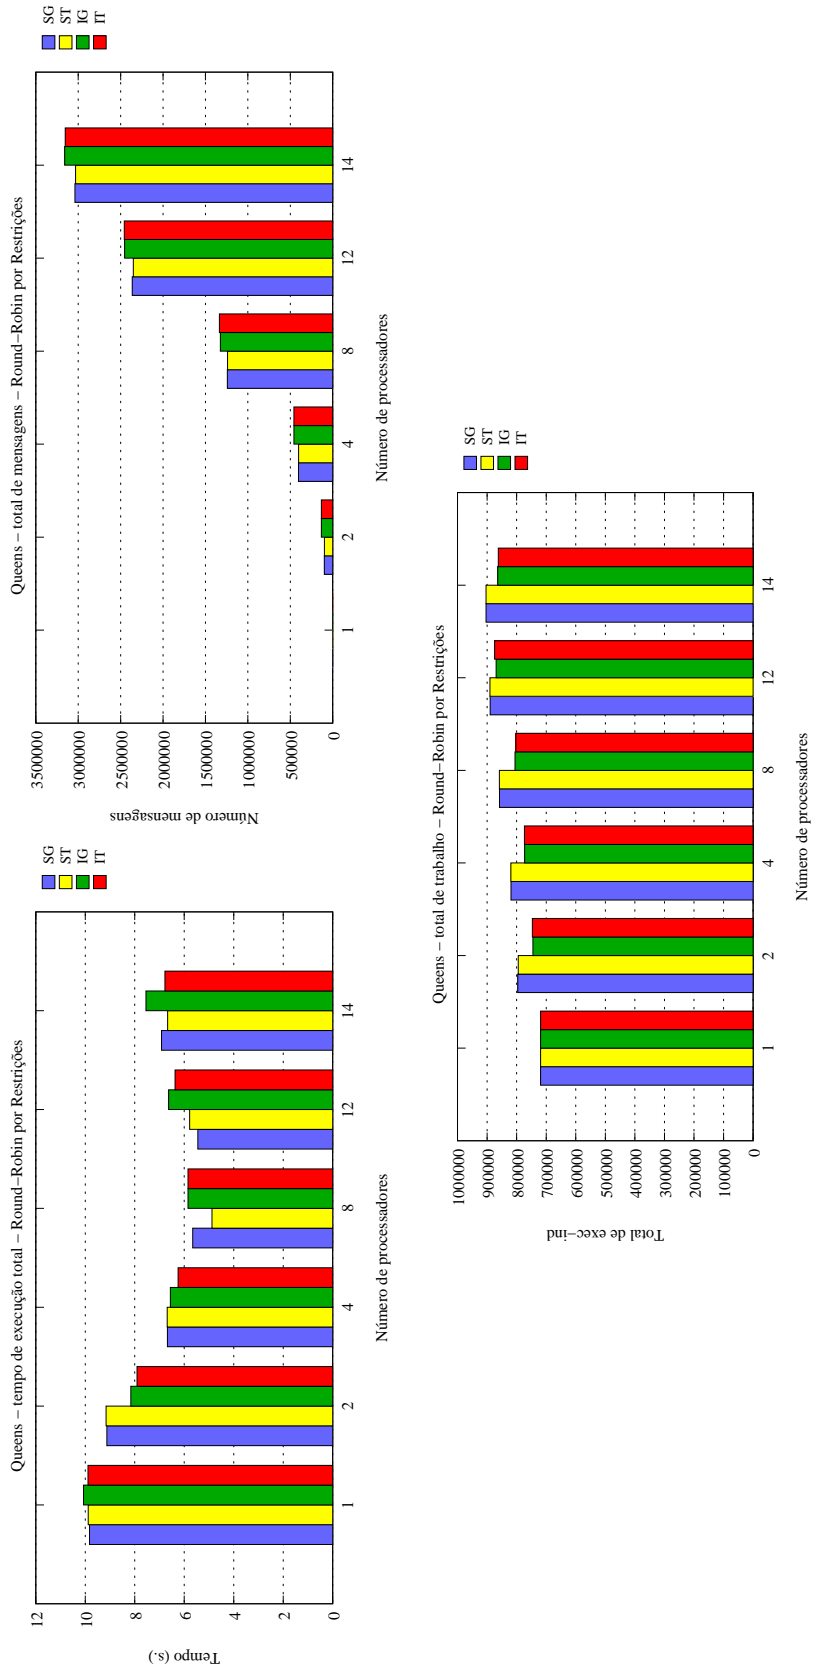 Queens – tempo de execução total – Round–Robin por Restrições
SG
ST
IG
IT
Tempo (s.)
12
10
8
6
4
2
0
1
2
4
8
12
14
Número de processadores
Queens – total de mensagens – Round–Robin por Restrições
SG
ST
IG
IT
Número de mensagens
3500000
3000000
2500000
2000000
1500000
1000000
500000
0
1
2
4
8
12
14
Número de processadores
Queens – total de trabalho – Round–Robin por Restrições
SG
ST
IG
IT
Total de exec–ind
1000000
900000
800000
700000
600000
500000
400000
300000
200000
100000
0
1
2
4
8
12
14
Número de processadores